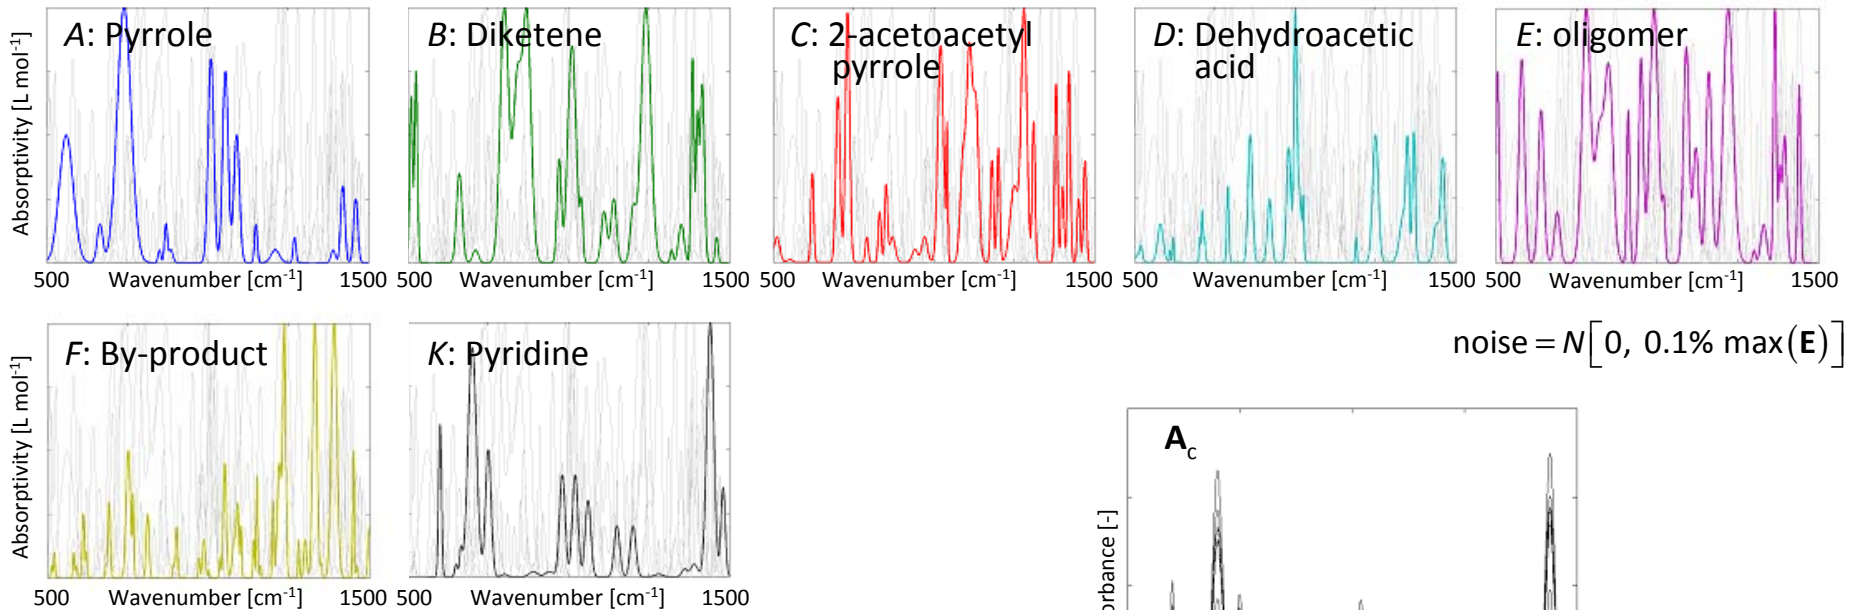 A: Pyrrole
B: Diketene
C: 2-acetoacetyl
pyrrole
D: Dehydroacetic
acid
E: oligomer
Absorptivity [L mol-1]
500 Wavenumber [cm-1] 1500
500 Wavenumber [cm-1] 1500
500 Wavenumber [cm-1] 1500
500 Wavenumber [cm-1] 1500
500 Wavenumber [cm-1] 1500
F: By-product
K: Pyridine
noise = N[0, 0.1% max(E)]
Absorptivity [L mol-1]
500 Wavenumber [cm-1] 1500
500 Wavenumber [cm-1] 1500
Ac
orbance [-]